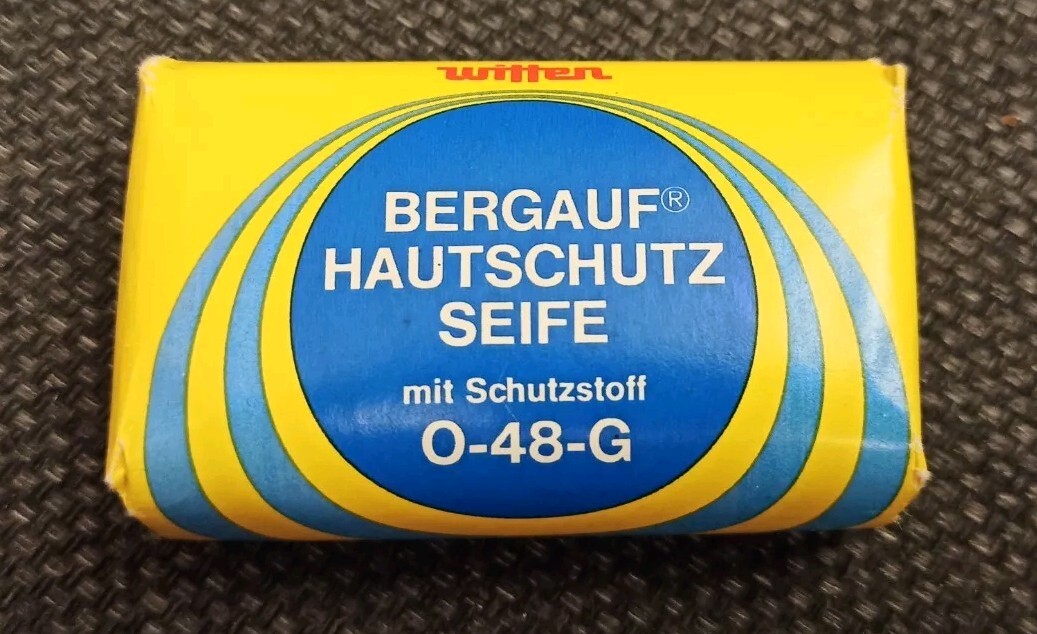 witten
BERGAUF®
HAUTSCHUTZ
SEIFE
mit Schutzstoff
O-48-G